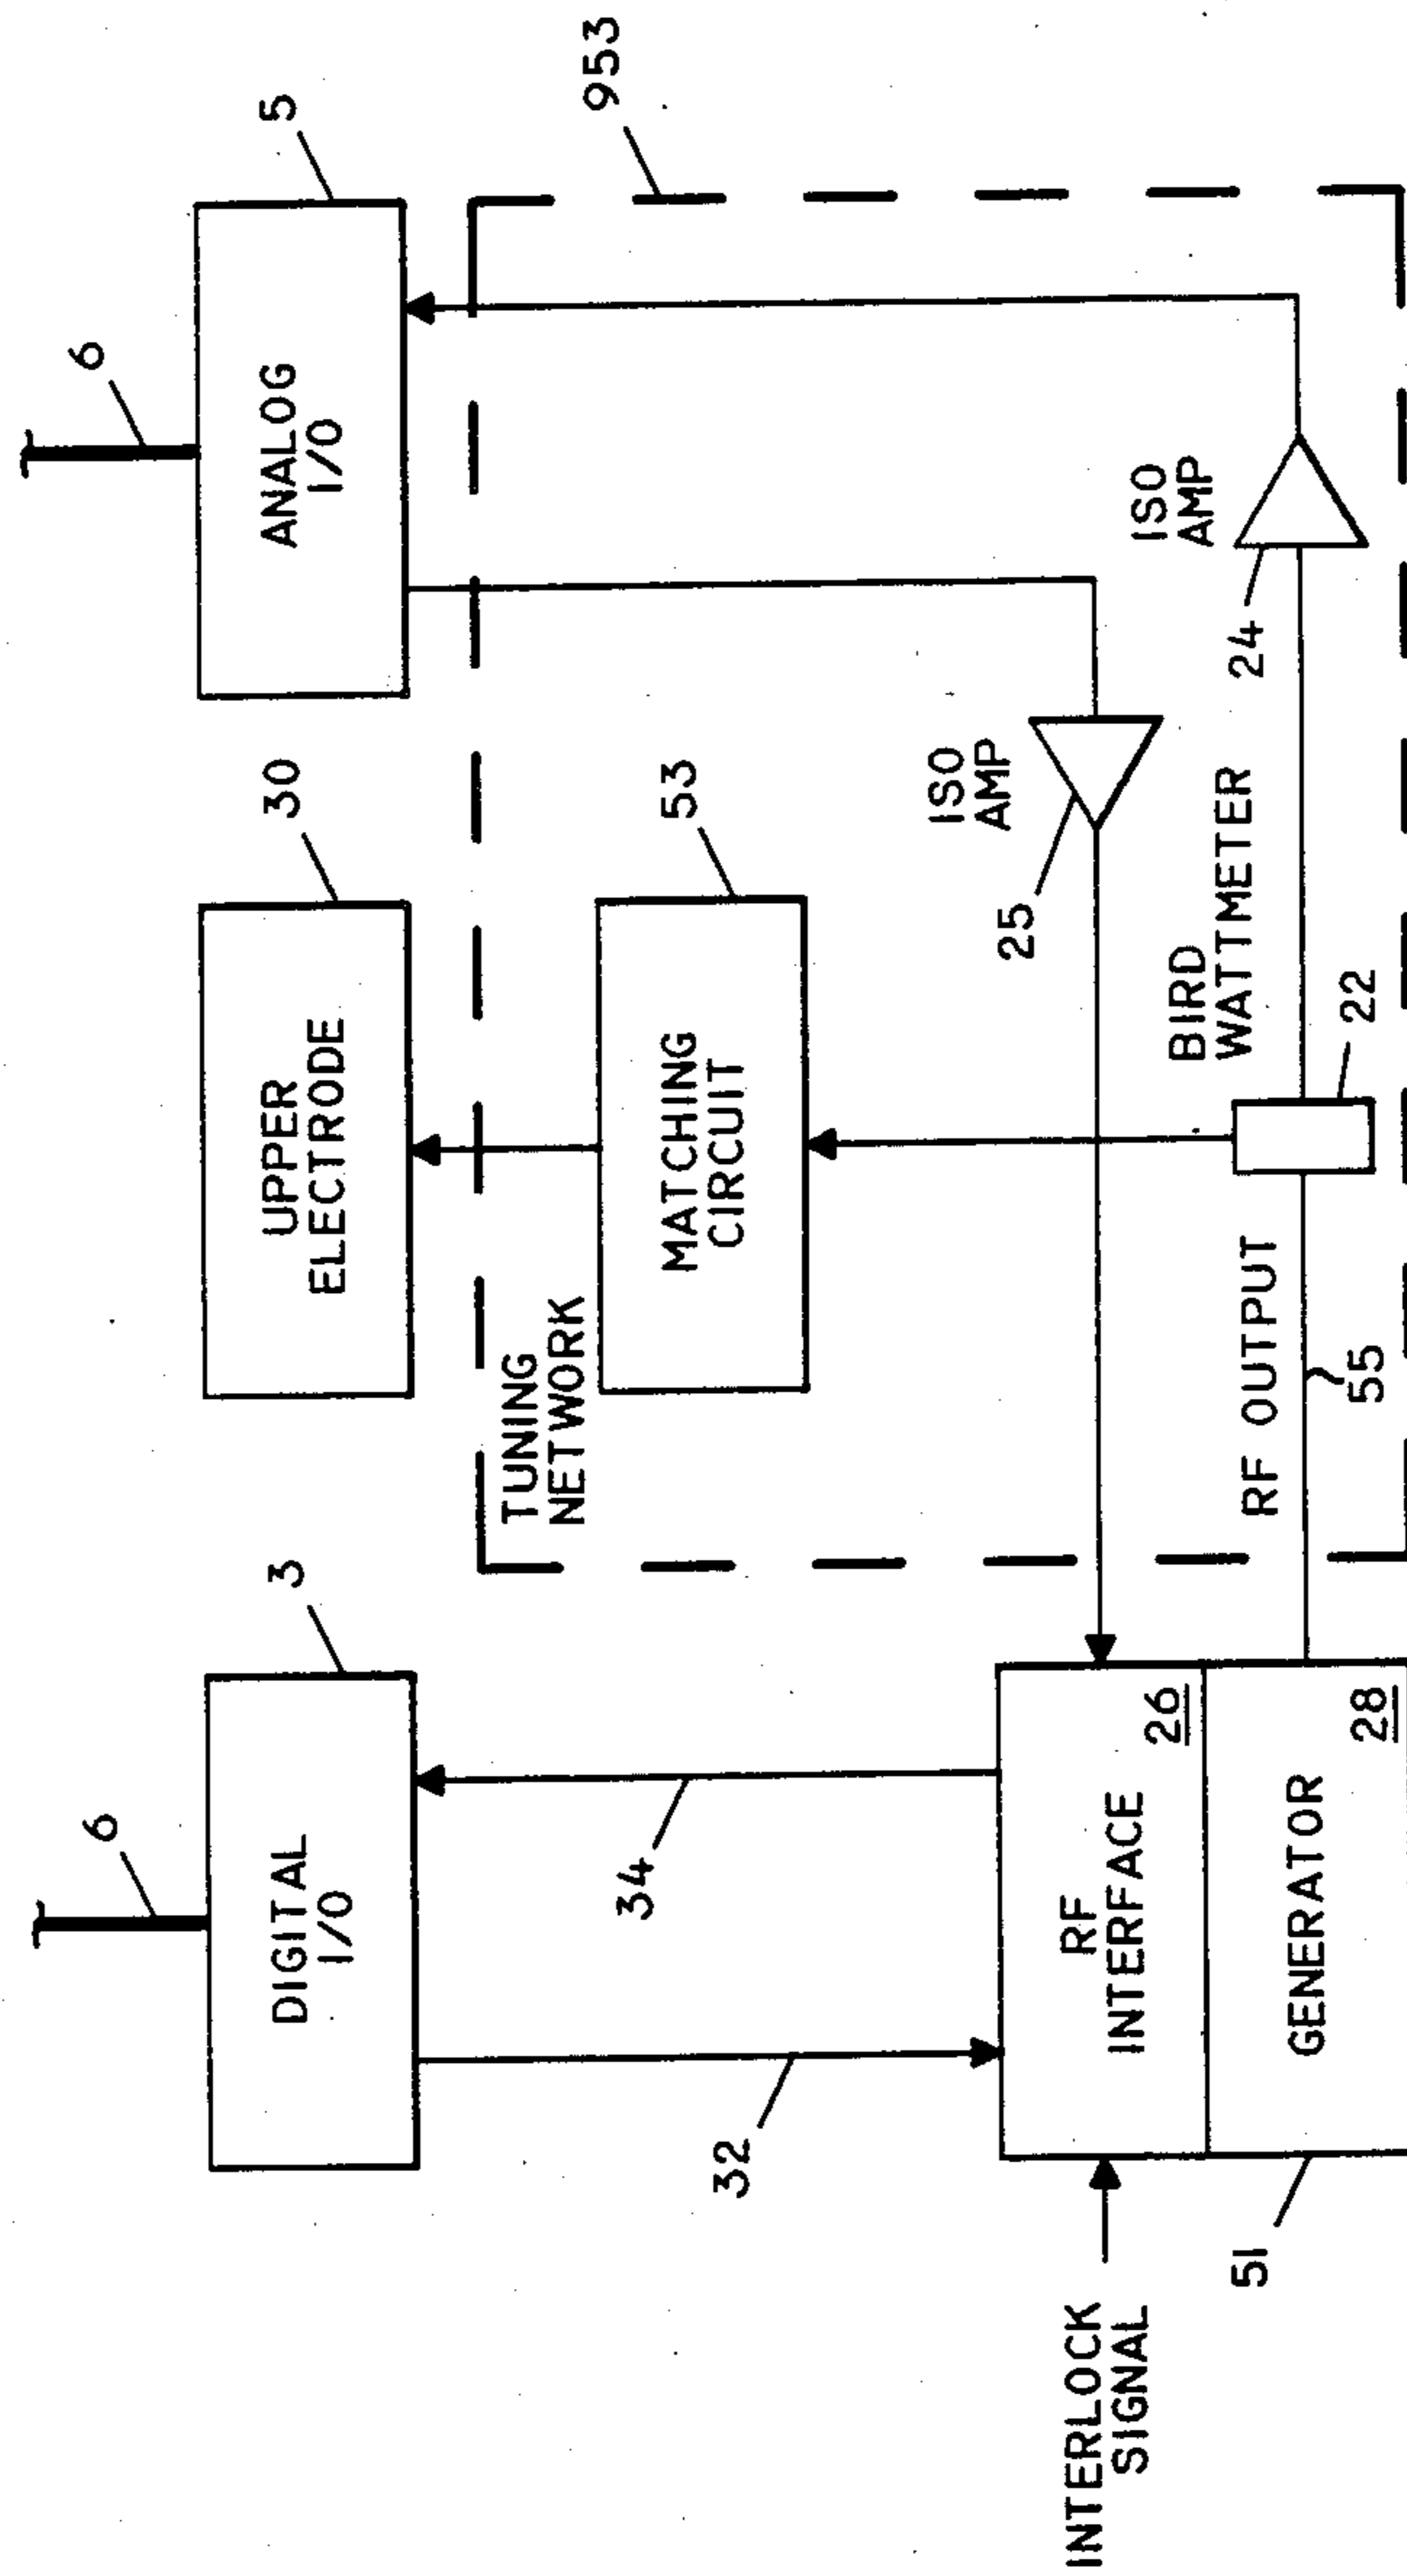 6
DIGITAL
I/O
3
30
UPPER
ELECTRODE
6
ANALOG
I/O
5
32
34
TUNING
NETWORK
MATCHING
CIRCUIT
53
953
ISO
AMP
25
INTERLOCK
SIGNAL
RF
INTERFACE
26
GENERATOR
28
51
RF OUTPUT
55
BIRD
WATTMETER
22
ISO
AMP
24